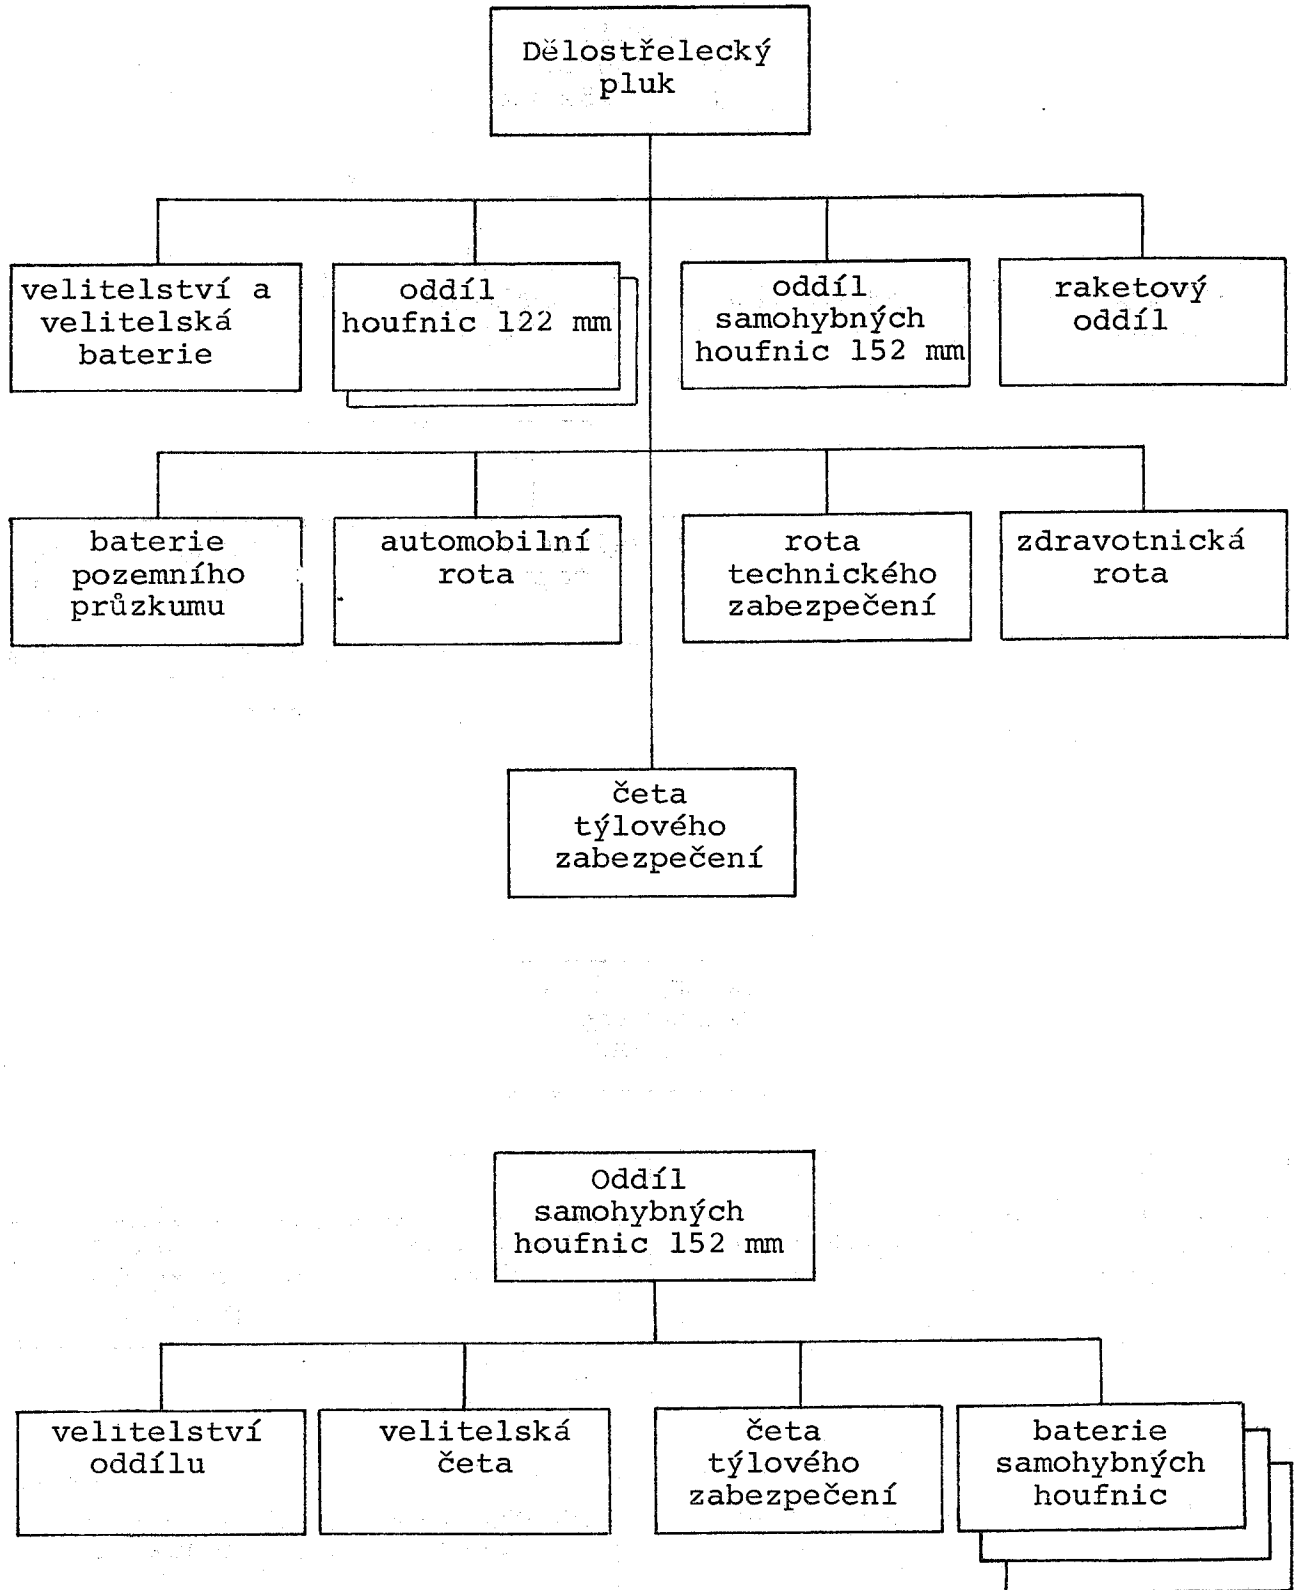 Dělostřelecký
pluk
velitelství a
velitelská
baterie
oddíl
houfnic 122 mm
oddíl
samohybných
houfnic 152 mm
raketový
oddíl
baterie
pozemního
průzkumu
automobilní
rota
rota
technického
zabezpečení
zdravotnická
rota
četa
týlového
zabezpečení
Oddíl
samohybných
houfnic 152 mm
velitelství
oddílu
velitelská
četa
četa
týlového
zabezpečení
baterie
samohybných
houfnic